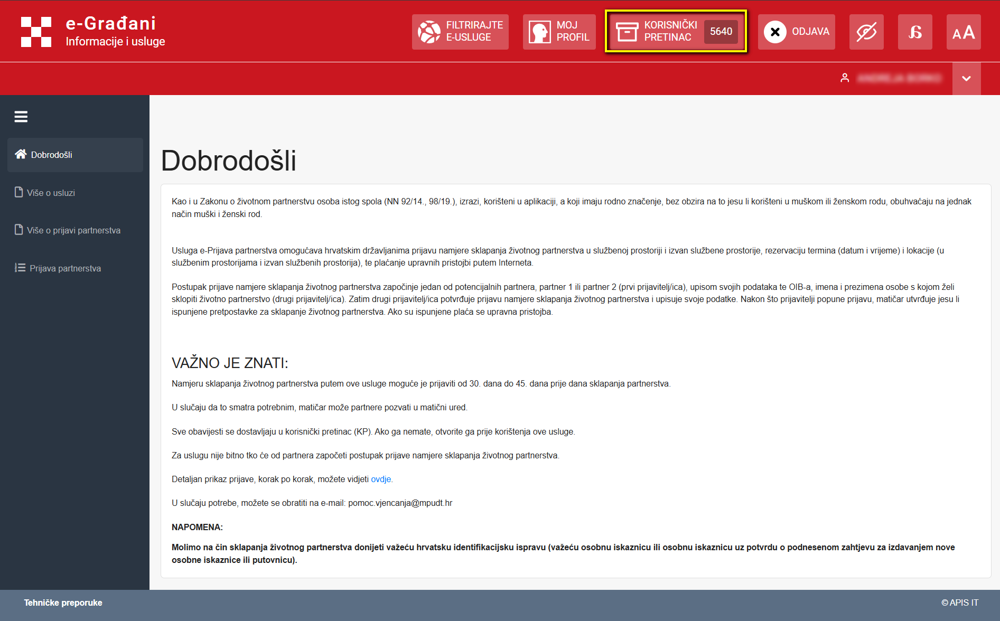 e-Građani
Informacije i usluge
FILTRIRAJTE
E-USLUGE
MOJ
PROFIL
KORISNIČKI
PRETINAC
5640
ODJAVA
AA
Dobrodošli
Više o usluzi
Više o prijavi partnerstva
Prijava partnerstva
Dobrodošli
Kao i u Zakonu o životnom partnerstvu osoba istog spola (NN 92/14., 98/19.), izrazi, korišteni u aplikaciji, a koji imaju rodno značenje, bez obzira na to jesu li korišteni u muškom ili ženskom rodu, obuhvaćaju na jednak
način muški i ženski rod.
Usluga e-Prijava partnerstva omogućava hrvatskim državljanima prijavu namjere sklapanja životnog partnerstva u službenoj prostoriji i izvan službene prostorije, rezervaciju termina (datum i vrijeme) i lokacije (u
službenim prostorijama i izvan službenih prostorija), te plaćanje upravnih pristojbi putem Interneta.
Postupak prijave namjere sklapanja životnog partnerstva započinje jedan od potencijalnih partnera, partner 1 ili partner 2 (prvi prijavitelj/ica), upisom svojih podataka te OIB-a, imena i prezimena osobe s kojom želi
sklopiti životno partnerstvo (drugi prijavitelj/ica). Zatim drugi prijavitelj/ica potvrđuje prijavu namjere sklapanja životnog partnerstva i upisuje svoje podatke. Nakon što prijavitelji popune prijavu, matičar utvrđuje jesu li
ispunjene pretpostavke za sklapanje životnog partnerstva. Ako su ispunjene plaća se upravna pristojba.
VAŽNO JE ZNATI:
Namjeru sklapanja životnog partnerstva putem ove usluge moguće je prijaviti od 30. dana do 45. dana prije dana sklapanja partnerstva.
U slučaju da to smatra potrebnim, matičar može partnere pozvati u matični ured.
Sve obavijesti se dostavljaju u korisnički pretinac (KP). Ako ga nemate, otvorite ga prije korištenja ove usluge.
Za uslugu nije bitno tko će od partnera započeti postupak prijave namjere sklapanja životnog partnerstva.
Detaljan prikaz prijave, korak po korak, možete vidjeti ovdje.
U slučaju potrebe, možete se obratiti na e-mail: pomoc.vjencanja@mpudt.hr
NAPOMENA:
Molimo na čin sklapanja životnog partnerstva donijeti važeću hrvatsku identifikacijsku ispravu (važeću osobnu iskaznicu ili osobnu iskaznicu uz potvrdu o podnesenom zahtjevu za izdavanjem nove
osobne iskaznice ili putovnicu).
Tehničke preporuke
© APIS IT